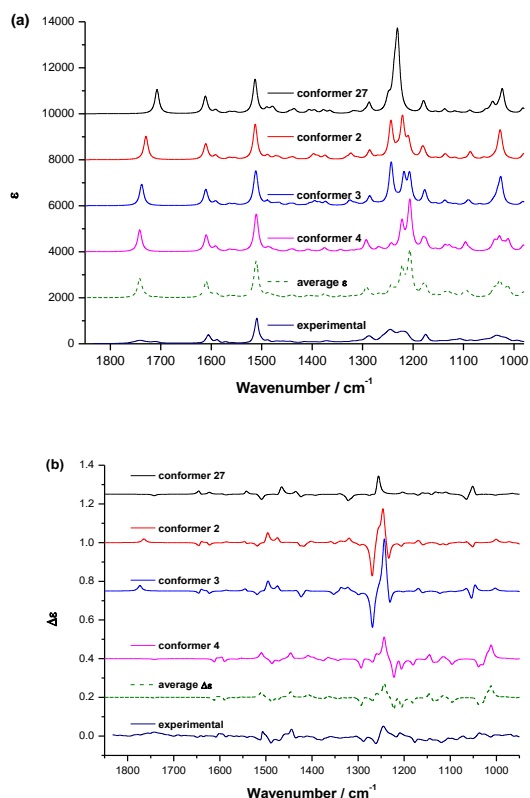 (a)
14000
12000
10000
8000
6000
4000
2000
0
ε
conformer 27
conformer 2
conformer 3
conformer 4
average ε
experimental
1800 1700 1600 1500 1400 1300 1200 1100 1000
Wavenumber / cm-1
(b)
1.4
1.2
1.0
0.8
0.6
0.4
0.2
0.0
Δε
conformer 27
conformer 2
conformer 3
conformer 4
average Δε
experimental
1800 1700 1600 1500 1400 1300 1200 1100 1000
Wavenumber / cm-1